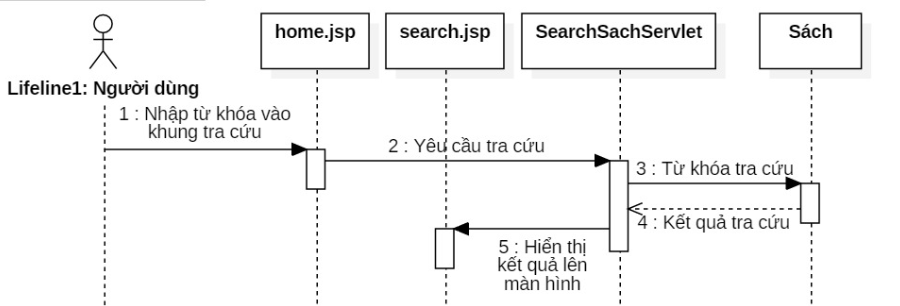 home.jsp
search.jsp
SearchSachServlet
Sách
Lifeline1: Người dùng
1 : Nhập từ khóa vào
khung tra cứu
2 : Yêu cầu tra cứu
3 : Từ khóa tra cứu
4 : Kết quả tra cứu
5 : Hiển thị
kết quả lên
màn hình